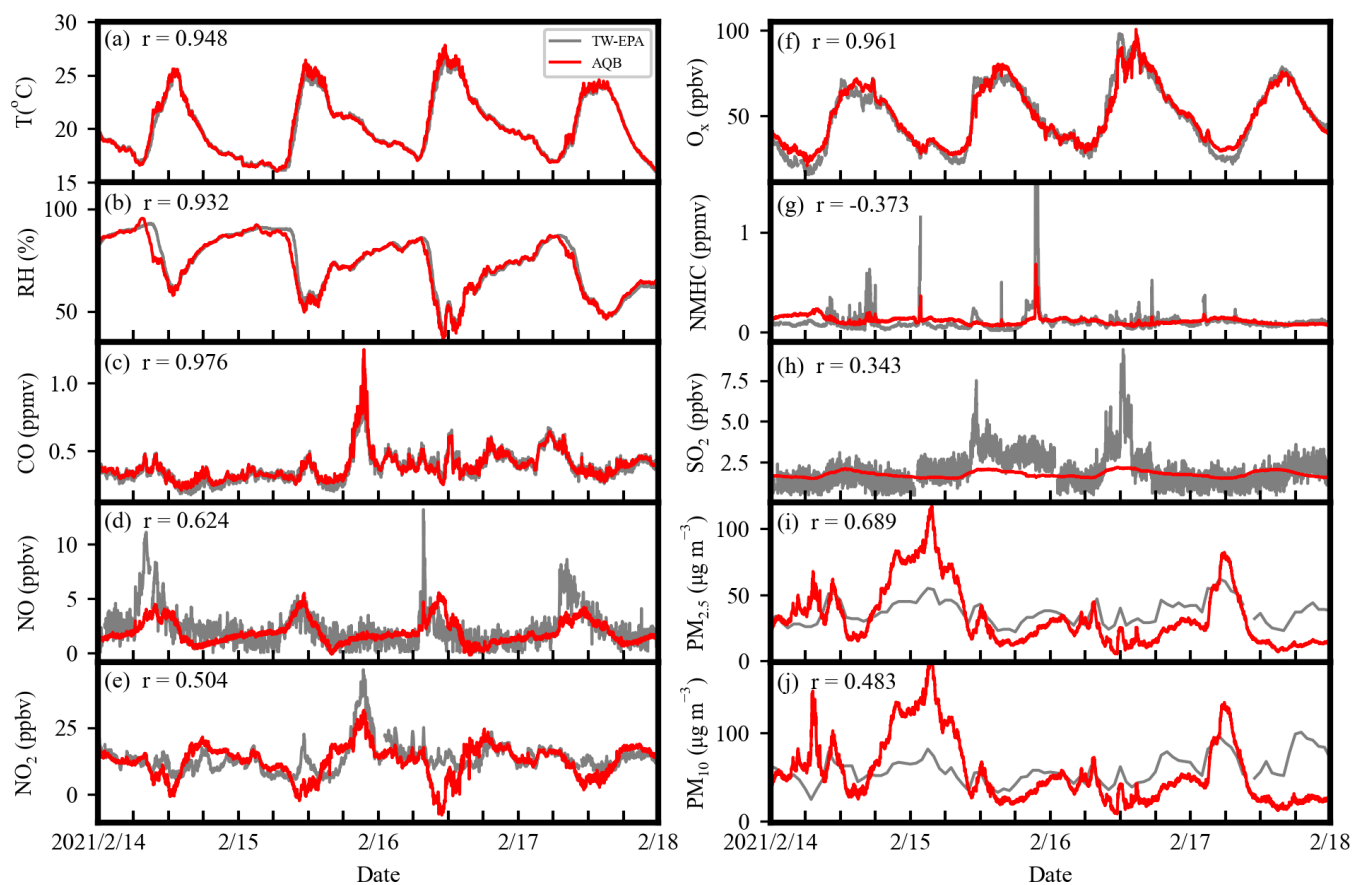 (a) r = 0.948
TW-EPA
AQB
T(°C)
30
25
20
15
(b) r = 0.932
RH (%)
100
50
(c) r = 0.976
CO (ppmv)
1.0
0.5
(d) r = 0.624
NO (ppbv)
10
5
0
(e) r = 0.504
NO₂ (ppbv)
25
0
2021/2/14 2/15 2/16 2/17 2/18
Date
(f) r = 0.961
Oₓ (ppbv)
100
50
(g) r = -0.373
NMHC (ppmv)
1
0
(h) r = 0.343
SO₂ (ppbv)
7.5
5.0
2.5
(i) r = 0.689
PM₂.₅ (μg m⁻³)
100
50
0
(j) r = 0.483
PM₁₀ (μg m⁻³)
100
0
2021/2/14 2/15 2/16 2/17 2/18
Date